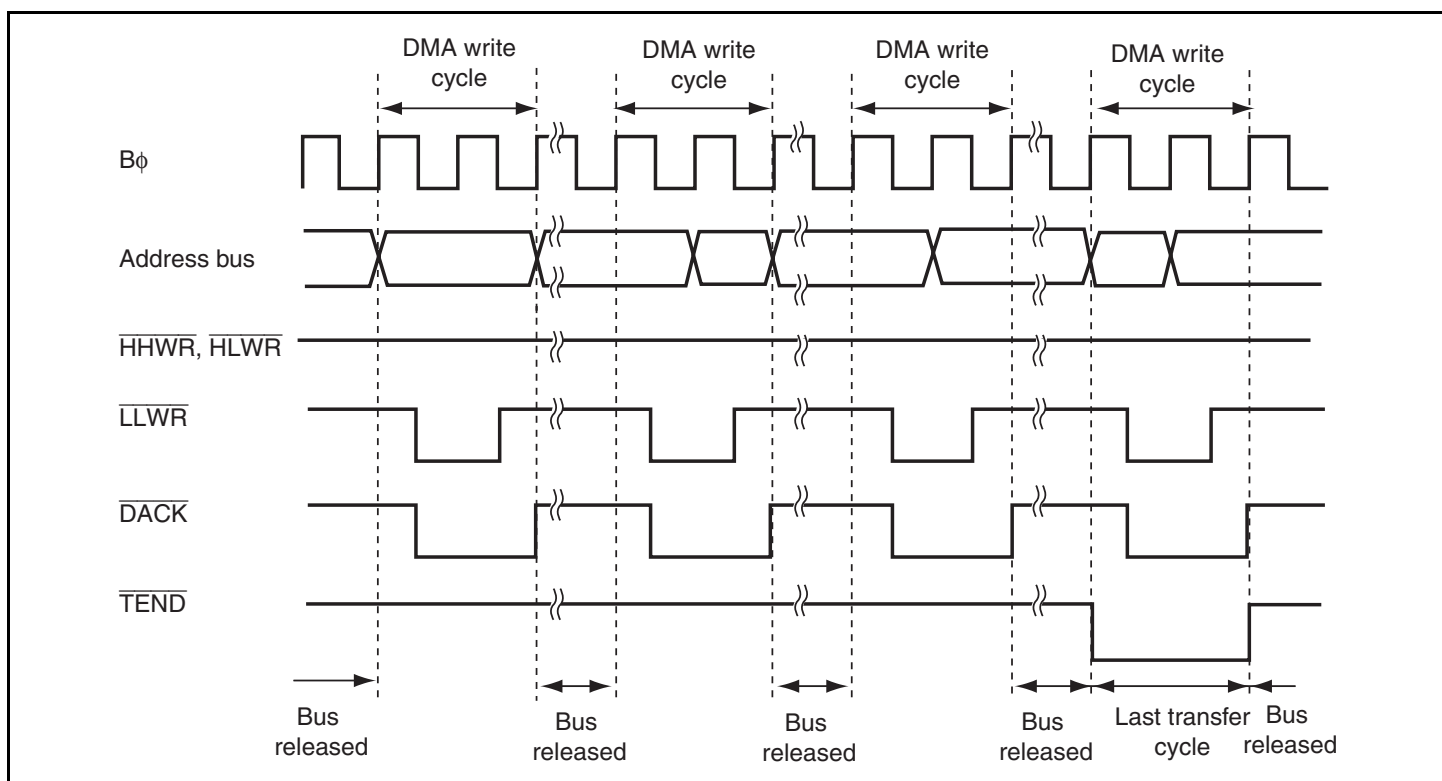 DMA write
cycle
DMA write
cycle
DMA write
cycle
DMA write
cycle
Bφ
Address bus
HHWR, HLWR
LLWR
DACK
TEND
Bus
released
Bus
released
Bus
released
Bus
released
Last transfer
cycle
Bus
released